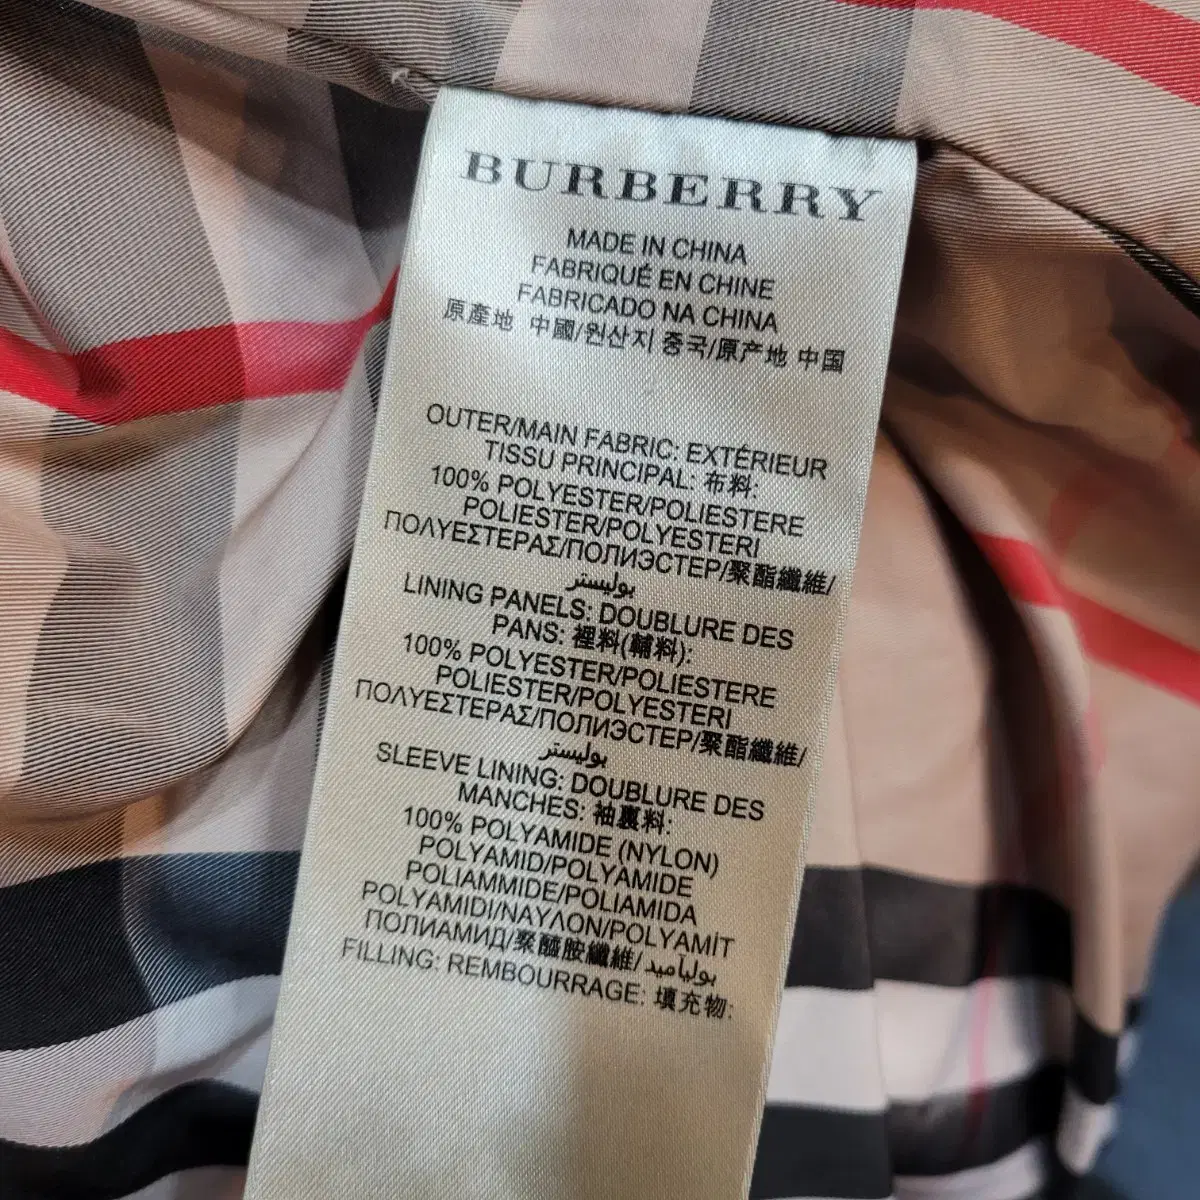 BURBERRY
MADE IN CHINA
FABRIQUÉ EN CHINE
FABRICADO NA CHINA
原產地 中國/원산지 중국/原产地 中国
OUTER/MAIN FABRIC: EXTÉRIEUR
TISSU PRINCIPAL: 布料:
100% POLYESTER/POLIESTERE
POLIESTER/POLYESTERI
ΠΟΛΥΕΣΤΕΡΑΣ/ПОЛИЭСТЕР/聚酯纖維/
بوليستر
LINING PANELS: DOUBLURE DES
PANS: 裡料(輔料):
100% POLYESTER/POLIESTERE
POLIESTER/POLYESTERI
ΠΟΛΥΕΣΤΕΡΑΣ/ПОЛИЭСТЕР/聚酯纖維/
بوليستر
SLEEVE LINING: DOUBLURE DES
MANCHES: 袖裏料:
100% POLYAMIDE (NYLON)
POLYAMID/POLYAMIDE
POLIAMMIDE/POLIAMIDA
POLYAMIDI/ΝΑΥΛΟΝ/POLYAMİT
ПОЛИАМИД/聚醯胺纖維/بوليآميد
FILLING: REMBOURRAGE: 填充物: